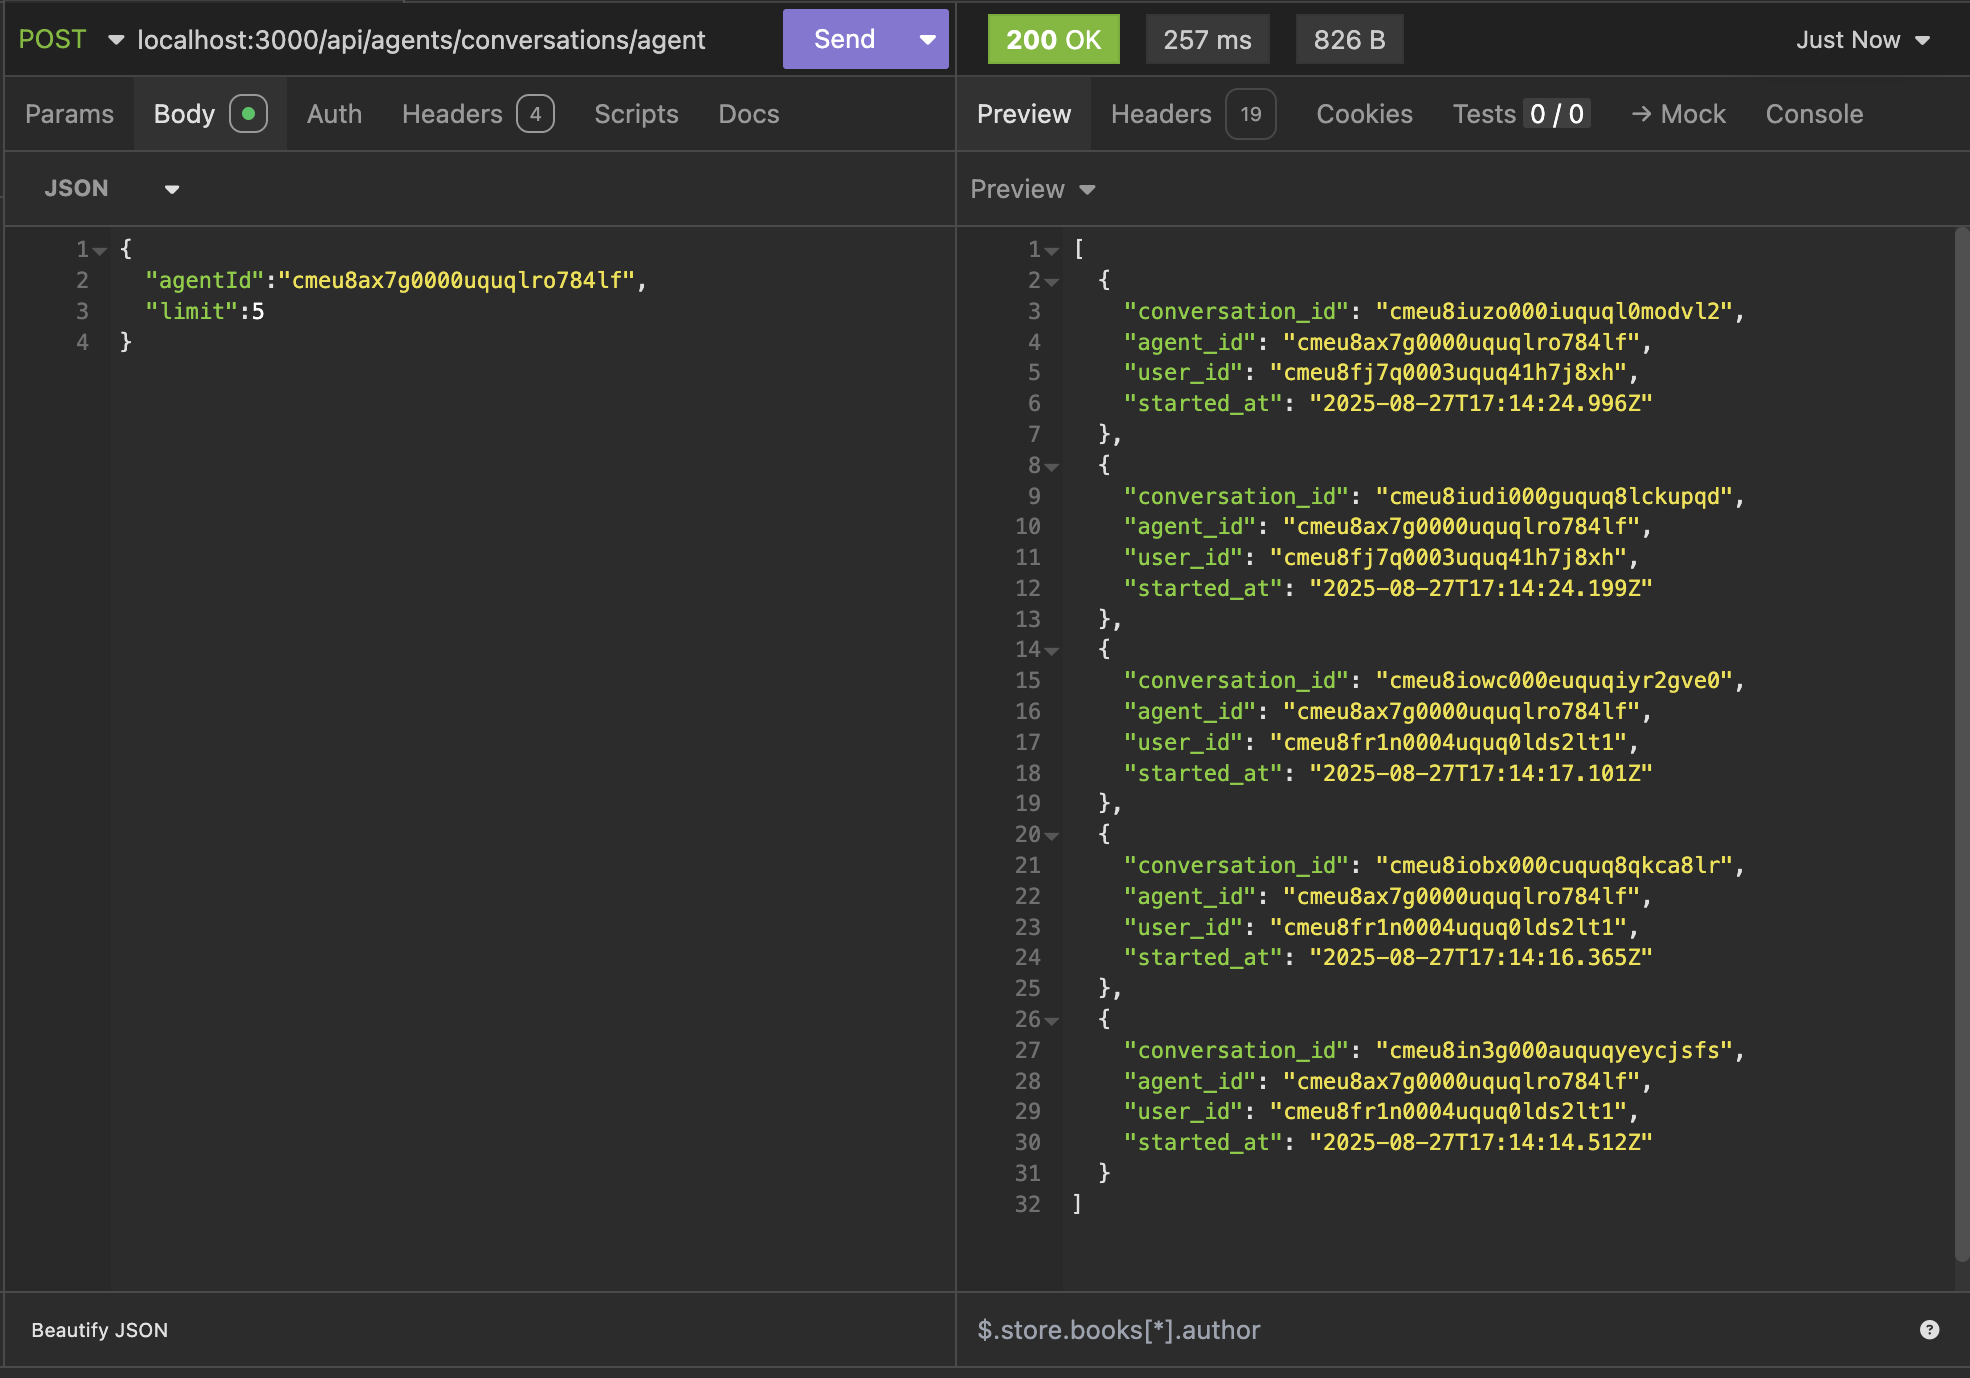 POST localhost:3000/api/agents/conversations/agent Send
200 OK 257 ms 826 B Just Now
Params Body Auth Headers 4 Scripts Docs
Preview Headers 19 Cookies Tests 0 / 0 → Mock Console
JSON
Preview
1 {
2 "agentId":"cmeu8ax7g0000uquqlro784lf",
3 "limit":5
4 }
1 [
2 {
3 "conversation_id": "cmeu8iuzo000iuquql0modvl2",
4 "agent_id": "cmeu8ax7g0000uquqlro784lf",
5 "user_id": "cmeu8fj7q0003uquq41h7j8xh",
6 "started_at": "2025-08-27T17:14:24.996Z"
7 },
8 {
9 "conversation_id": "cmeu8iudi000guquq8lckupqd",
10 "agent_id": "cmeu8ax7g0000uquqlro784lf",
11 "user_id": "cmeu8fj7q0003uquq41h7j8xh",
12 "started_at": "2025-08-27T17:14:24.199Z"
13 },
14 {
15 "conversation_id": "cmeu8iowc000euquqiyr2gve0",
16 "agent_id": "cmeu8ax7g0000uquqlro784lf",
17 "user_id": "cmeu8fr1n0004uquq0lds2lt1",
18 "started_at": "2025-08-27T17:14:17.101Z"
19 },
20 {
21 "conversation_id": "cmeu8iobx000cuquq8qkca8lr",
22 "agent_id": "cmeu8ax7g0000uquqlro784lf",
23 "user_id": "cmeu8fr1n0004uquq0lds2lt1",
24 "started_at": "2025-08-27T17:14:16.365Z"
25 },
26 {
27 "conversation_id": "cmeu8in3g000auquqyeycjsfs",
28 "agent_id": "cmeu8ax7g0000uquqlro784lf",
29 "user_id": "cmeu8fr1n0004uquq0lds2lt1",
30 "started_at": "2025-08-27T17:14:14.512Z"
31 }
32 ]
Beautify JSON
$.store.books[*].author ?